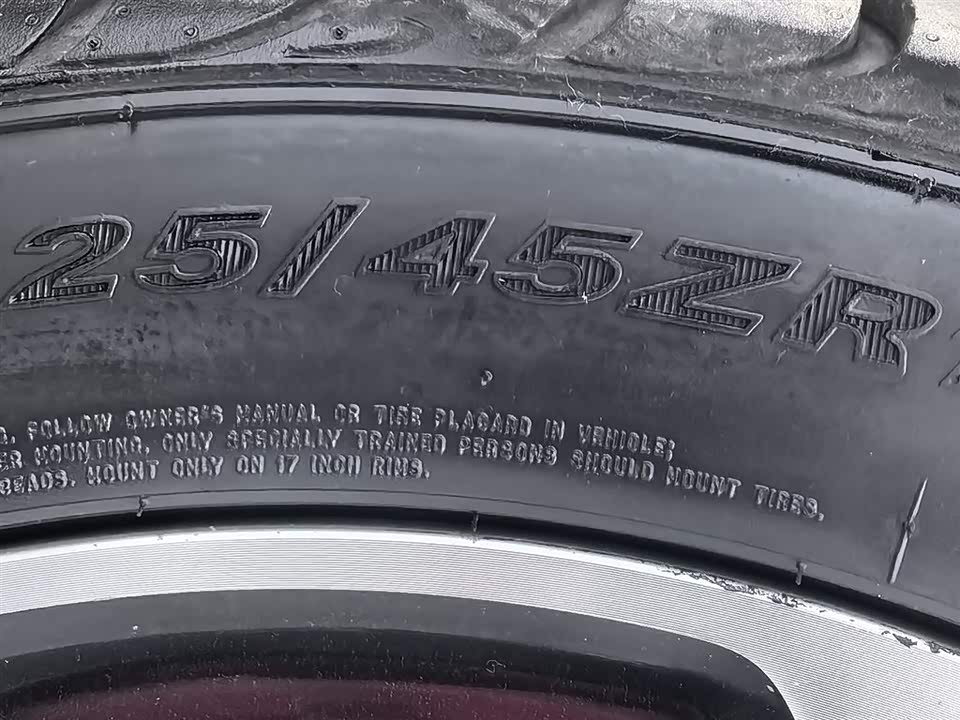 25/45ZR
FOLLOW OWNER'S MANUAL OR TIRE PLACARD IN VEHICLE;
ER MOUNTING, ONLY SPECIALLY TRAINED PERSONS SHOULD MOUNT TIRES.
BEADS. MOUNT ONLY ON 17 INCH RIMS.